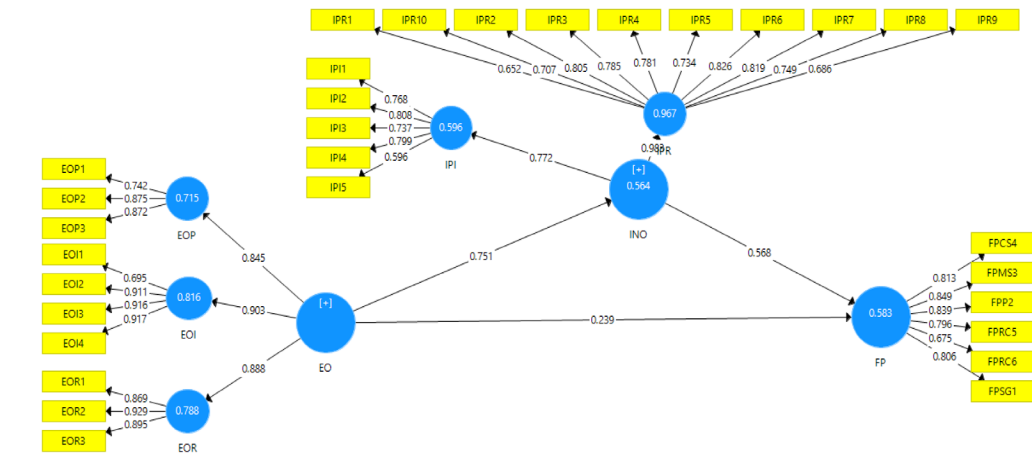 IPR1 IPR10 IPR2 IPR3 IPR4 IPR5 IPR6 IPR7 IPR8 IPR9
0.652 0.707 0.805 0.785 0.781 0.734 0.826 0.819 0.749 0.686
0.967
IPR
0.983
IPI1
IPI2
IPI3
IPI4
IPI5
0.768
0.808
0.737
0.799
0.596
0.596
IPI
0.772
[+]
0.564
INO
EOP1
EOP2
EOP3
0.742
0.875
0.872
0.715
EOP
0.845
EOI1
EOI2
EOI3
EOI4
0.695
0.911
0.916
0.917
0.816
EOI
0.903
EOR1
EOR2
EOR3
0.869
0.929
0.895
0.788
EOR
0.888
[+]
EO
0.751
0.568
0.239
0.583
FP
0.813
0.849
0.839
0.796
0.675
0.806
FPCS4
FPMS3
FPP2
FPRC5
FPRC6
FPSG1